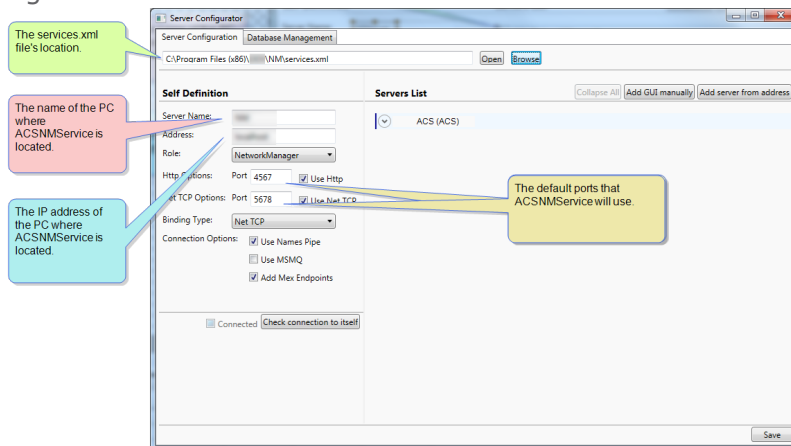 Server Configurator
Server Configuration Database Management
C:\Program Files (x86)\ \NM\services.xml Open Browse
The services.xml
file's location.
Self Definition
Servers List
Collapse All Add GUI manually Add server from address
Server Name:
ACS (ACS)
The name of the PC
where
ACSNMService is
located.
Address:
Role: NetworkManager
Http Options: Port 4567 Use Http
Net TCP Options: Port 5678 Use Net TCP
The default ports that
ACSNMService will use.
Binding Type: Net TCP
The IP address of
the PC where
ACSNMService is
located.
Connection Options: Use Names Pipe
Use MSMQ
Add Mex Endpoints
Connected Check connection to itself
Save